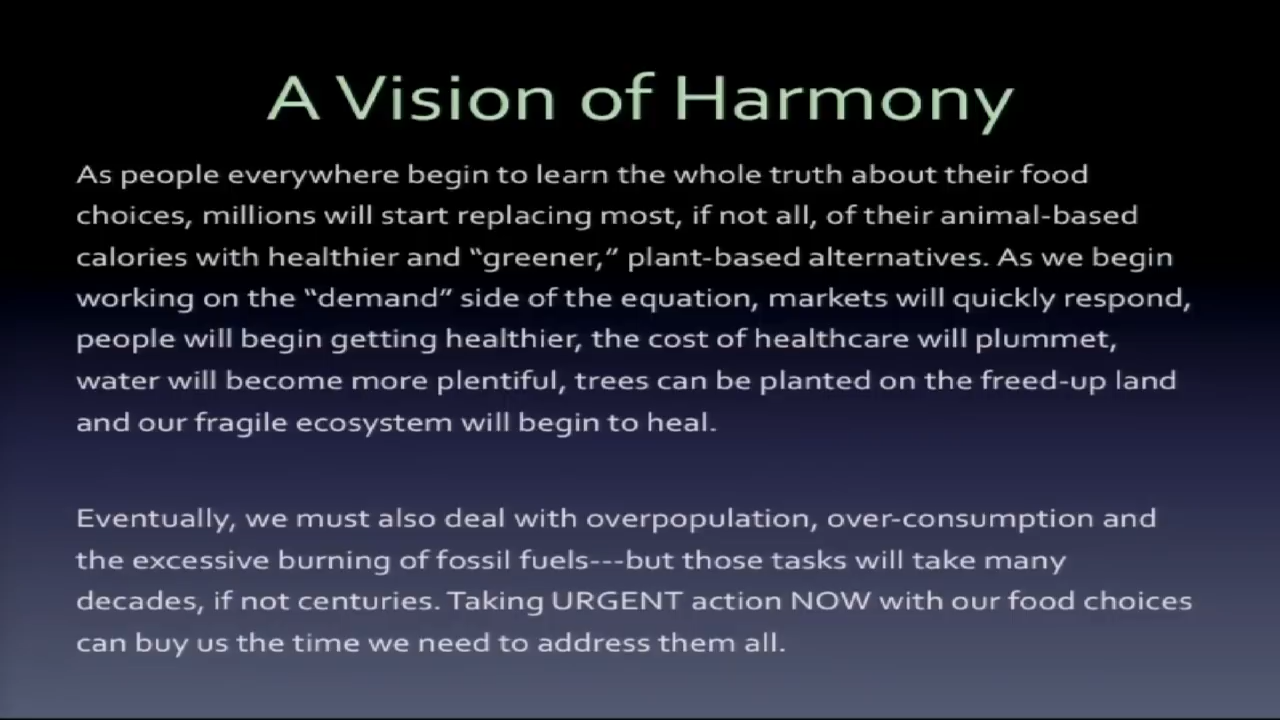 A Vision of Harmony
As people everywhere begin to learn the whole truth about their food
choices, millions will start replacing most, if not all, of their animal-based
calories with healthier and “greener,” plant-based alternatives. As we begin
working on the “demand” side of the equation, markets will quickly respond,
people will begin getting healthier, the cost of healthcare will plummet,
water will become more plentiful, trees can be planted on the freed-up land
and our fragile ecosystem will begin to heal.
Eventually, we must also deal with overpopulation, over-consumption and
the excessive burning of fossil fuels---but those tasks will take many
decades, if not centuries. Taking URGENT action NOW with our food choices
can buy us the time we need to address them all.